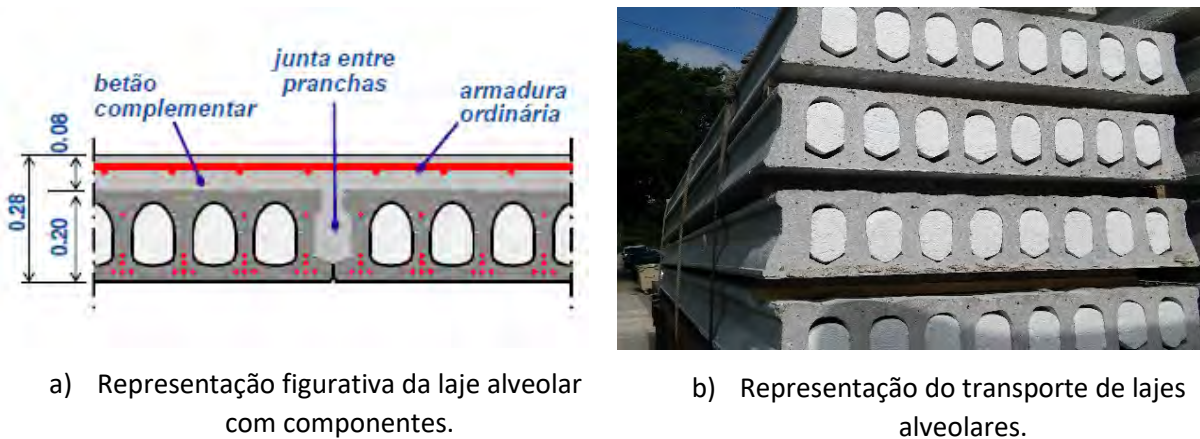 junta entre
pranchas
betão
complementar
armadura
ordinária
0.08
0.28
0.20
a) Representação figurativa da laje alveolar
com componentes.
b) Representação do transporte de lajes
alveolares.